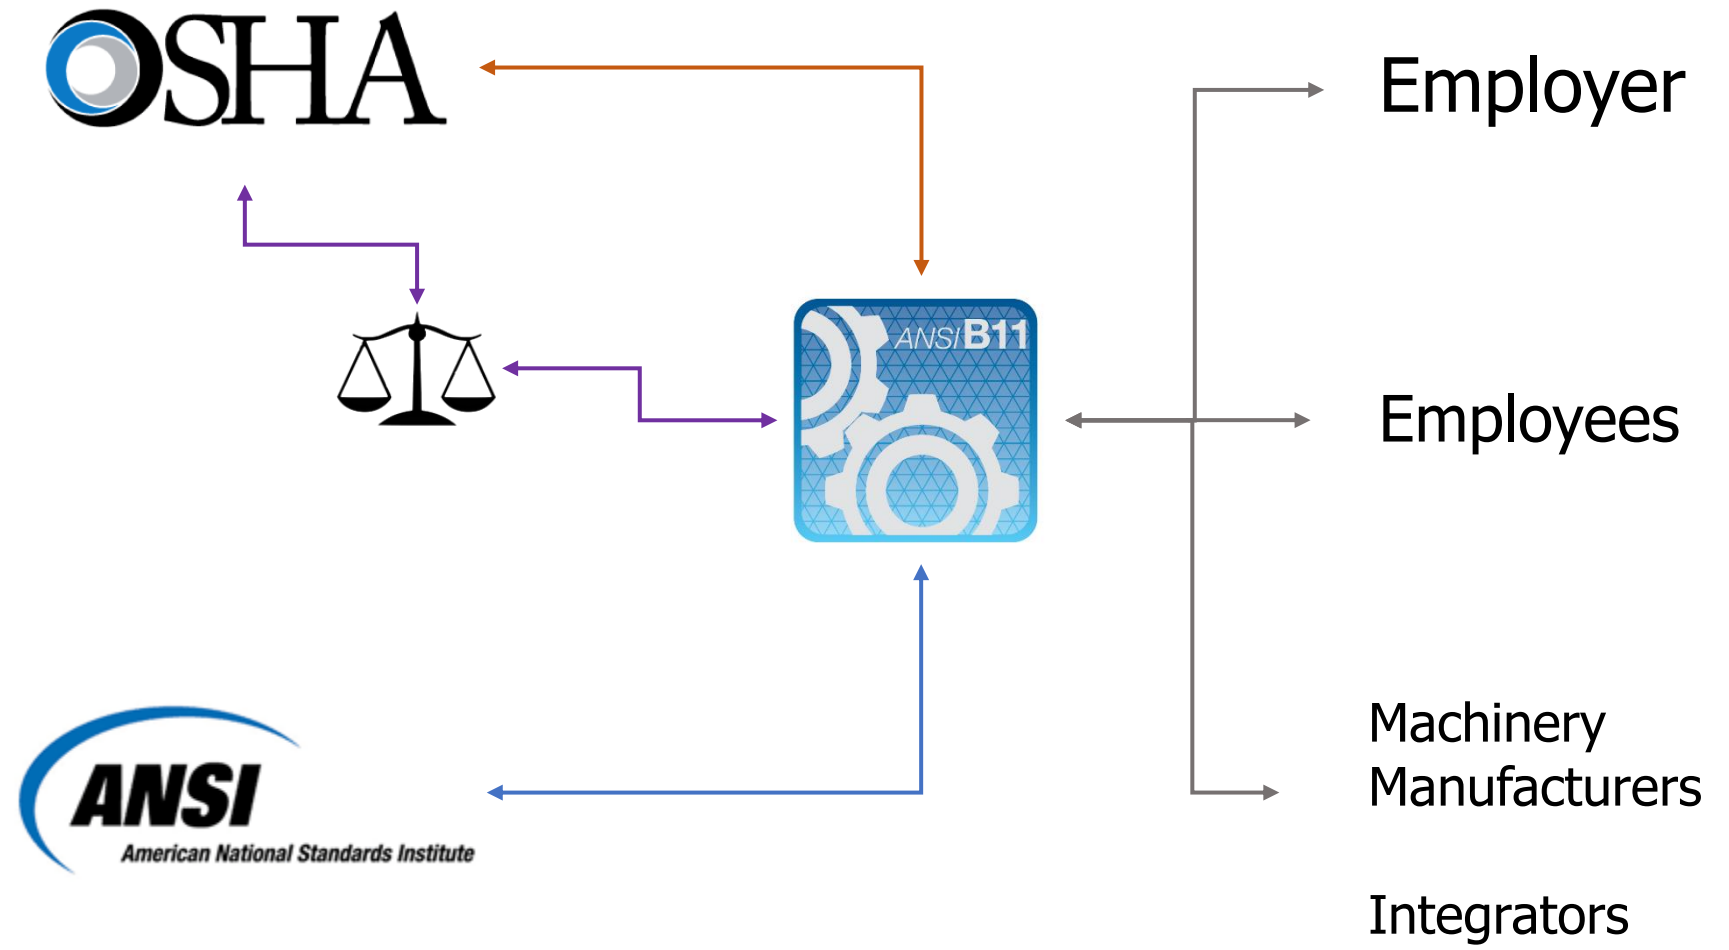 OSHA
Employer
ANSI B11
Employees
ANSI
American National Standards Institute
Machinery
Manufacturers
Integrators